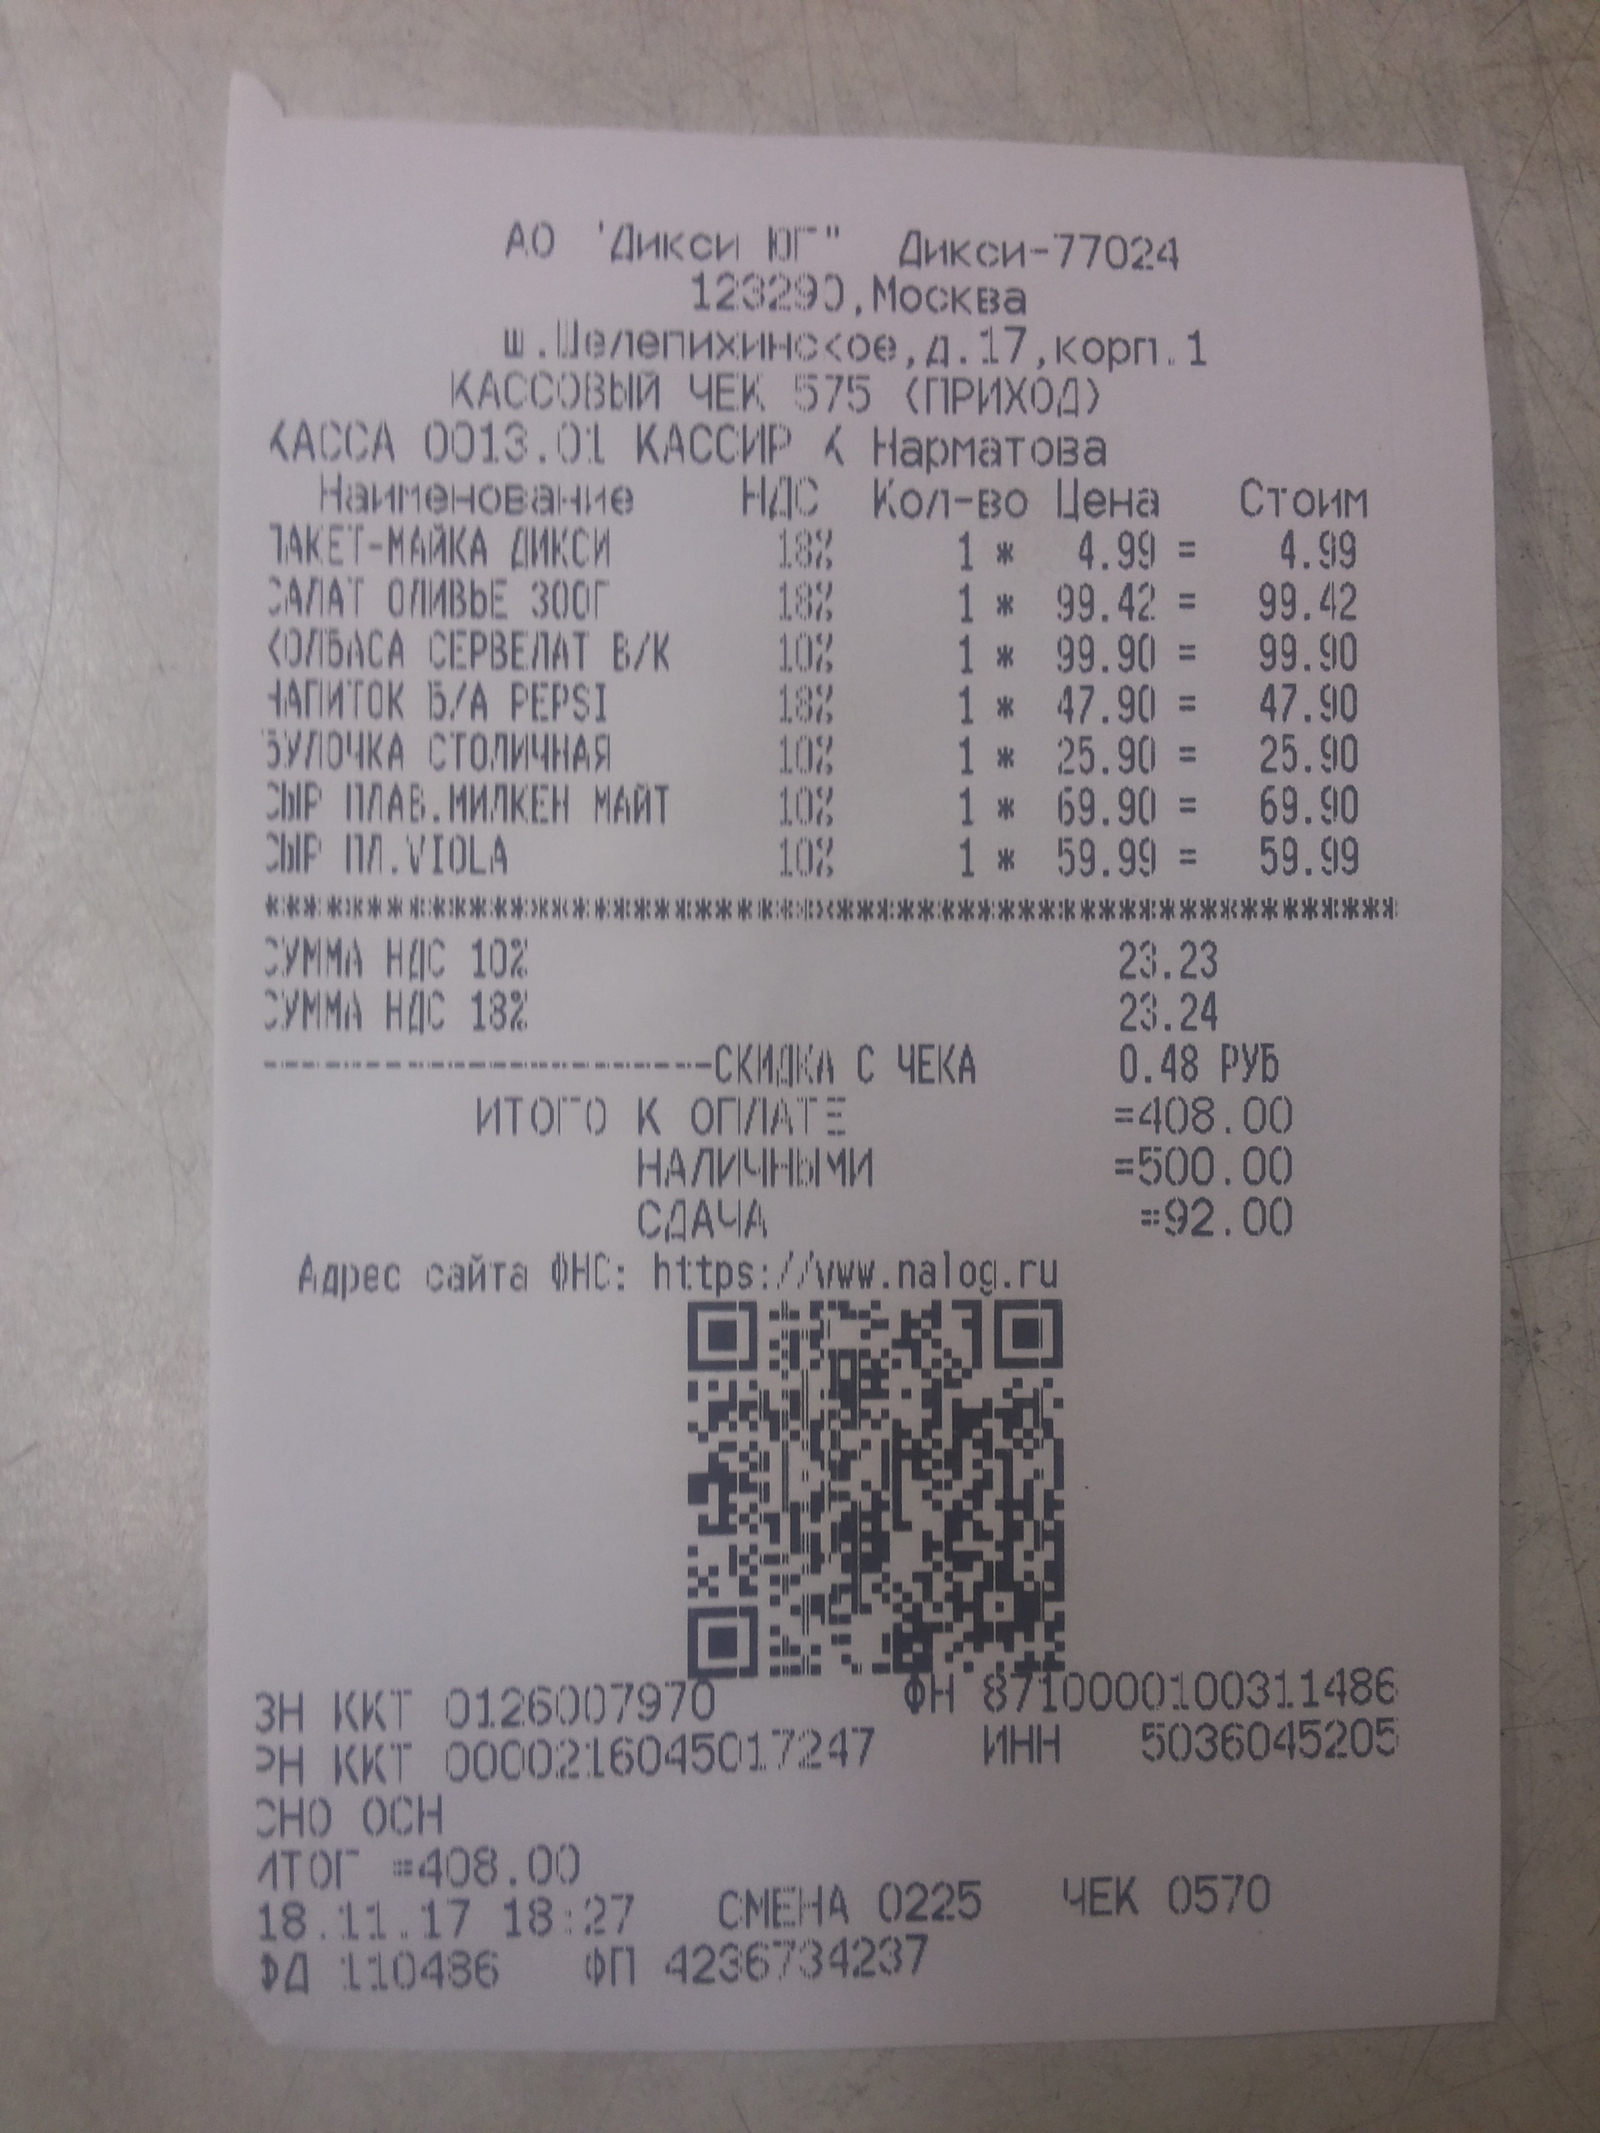 АО "Дикси ЮГ" Дикси-77024
123290,Москва
ш.Шелепихинское,д.17,корп.1
КАССОВЫЙ ЧЕК 575 (ПРИХОД)
КАССА 0013.01 КАССИР К Нарматова
Наименование НДС Кол-во Цена Стоим
ПАКЕТ-МАЙКА ДИКСИ 18% 1 * 4.99 = 4.99
САЛАТ ОЛИВЬЕ 300Г 18% 1 * 99.42 = 99.42
КОЛБАСА СЕРВЕЛАТ В/К 10% 1 * 99.90 = 99.90
НАПИТОК Б/А PEPSI 18% 1 * 47.90 = 47.90
БУЛОЧКА СТОЛИЧНАЯ 10% 1 * 25.90 = 25.90
СЫР ПЛАВ.МИЛКЕН МАЙТ 10% 1 * 69.90 = 69.90
СЫР ПЛ.VIOLA 10% 1 * 59.99 = 59.99
********************************************************
СУММА НДС 10% 23.23
СУММА НДС 18% 23.24
--------------------------СКИДКА С ЧЕКА 0.48 РУБ
ИТОГО К ОПЛАТЕ =408.00
НАЛИЧНЫМИ =500.00
СДАЧА =92.00
Адрес сайта ФНС: https://www.nalog.ru
ЗН ККТ 0126007970 ФН 8710000100311486
РН ККТ 0000216045017247 ИНН 5036045205
СНО ОСН
ИТОГ =408.00
18.11.17 18:27 СМЕНА 0225 ЧЕК 0570
ФД 110486 ФП 4236734237